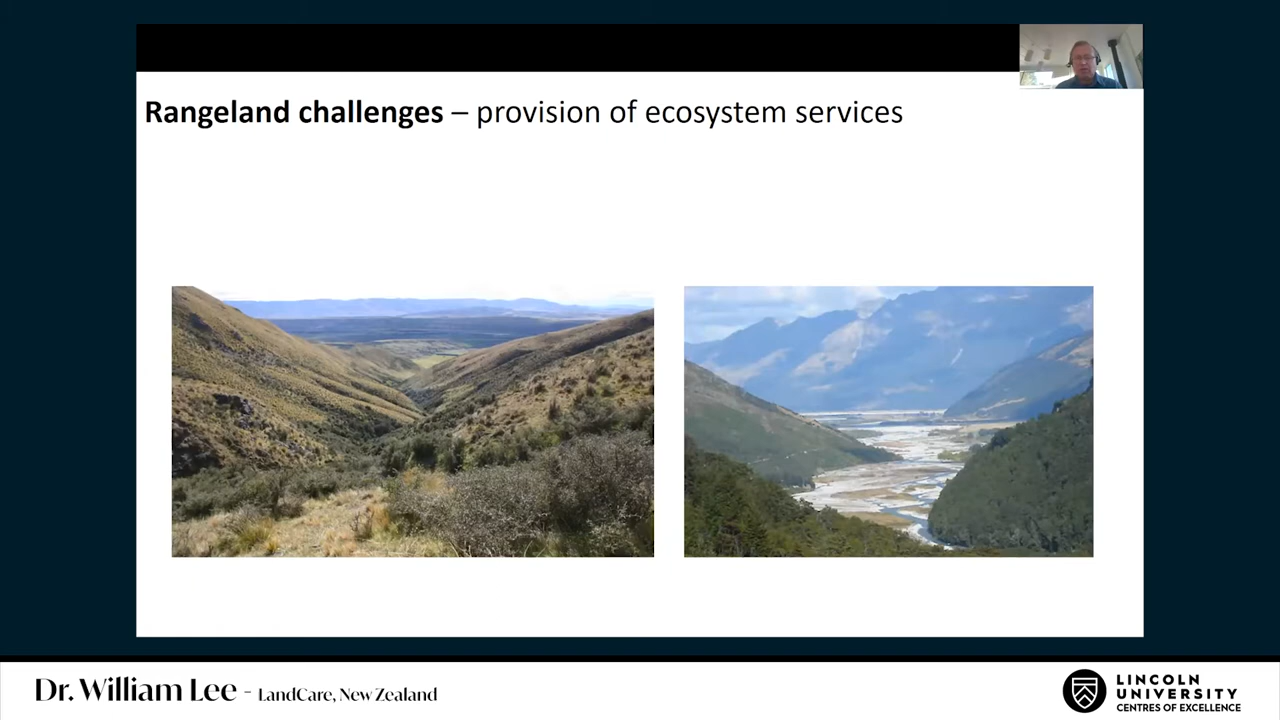 Rangeland challenges – provision of ecosystem services
Dr. William Lee - LandCare, New Zealand
LINCOLN
UNIVERSITY
CENTRES OF EXCELLENCE